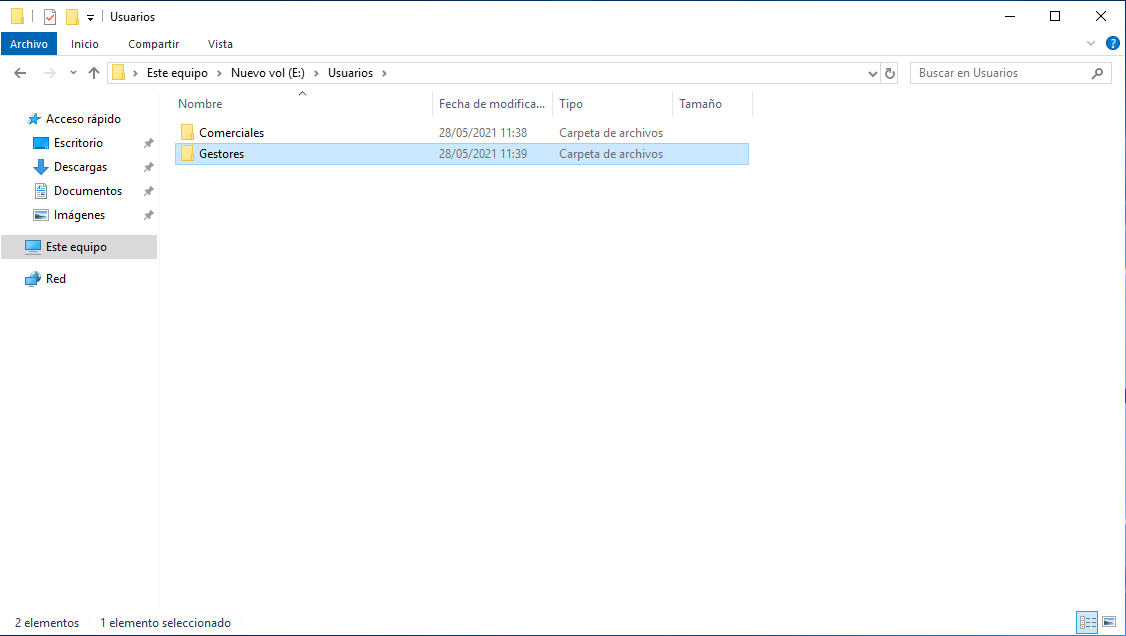 Usuarios
Archivo Inicio Compartir Vista
Este equipo Nuevo vol (E:) Usuarios Buscar en Usuarios
Nombre Fecha de modifica... Tipo Tamaño
Acceso rápido
Escritorio
Descargas
Documentos
Imágenes
Este equipo
Red
Comerciales 28/05/2021 11:38 Carpeta de archivos
Gestores 28/05/2021 11:39 Carpeta de archivos
2 elementos 1 elemento seleccionado